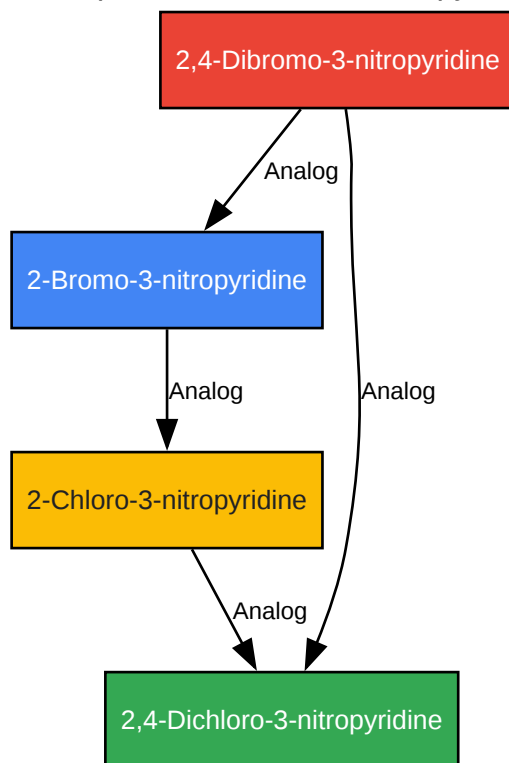 2,4-Dibromo-3-nitropyridine
Analog
2-Bromo-3-nitropyridine
Analog
Analog
2-Chloro-3-nitropyridine
Analog
2,4-Dichloro-3-nitropyridine